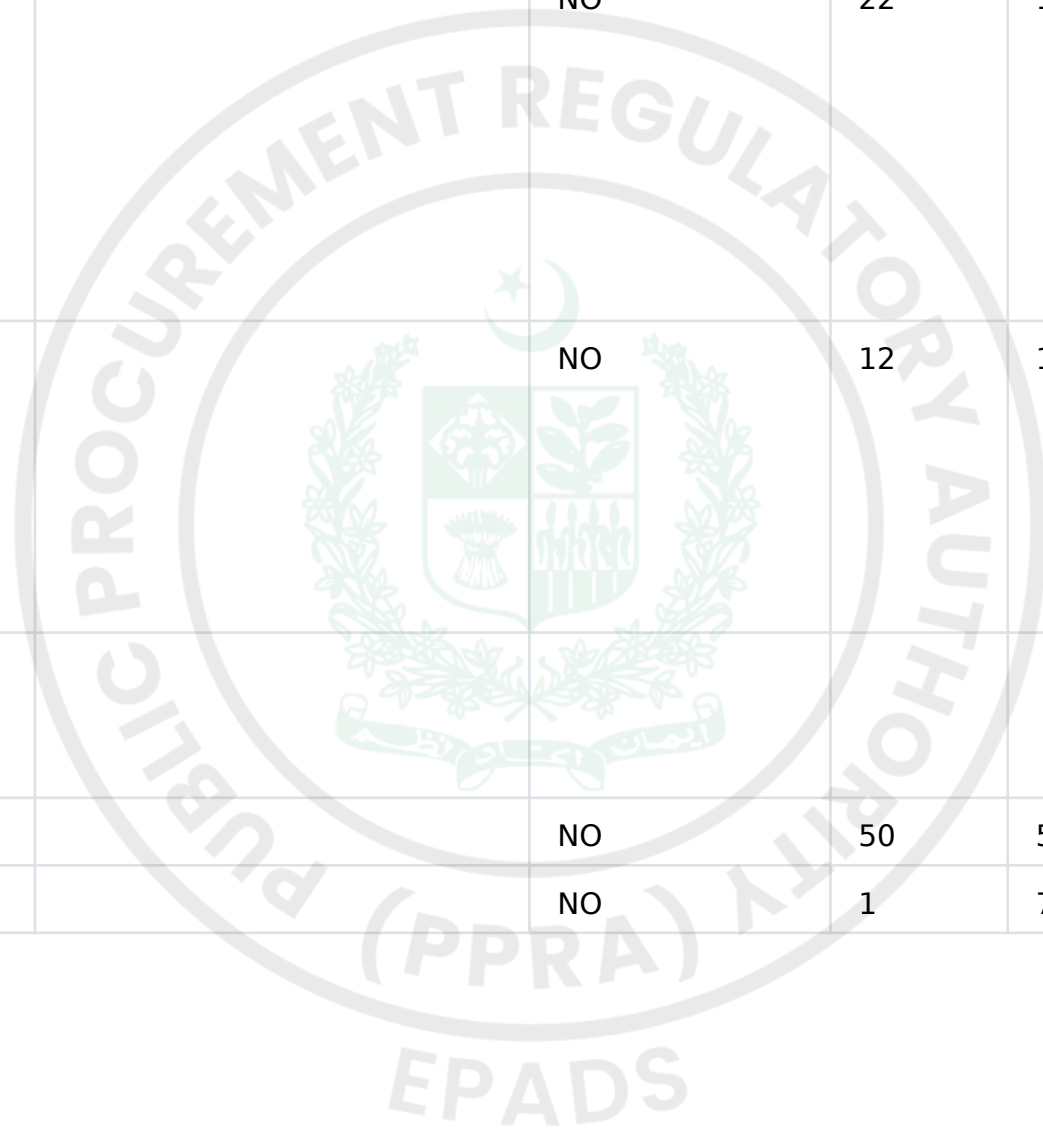 NO 22
PUBLIC PROCUREMENT REGULATORY AUTHORITY
NO 12
NO 50
NO 1
(PPRA)
EPADS